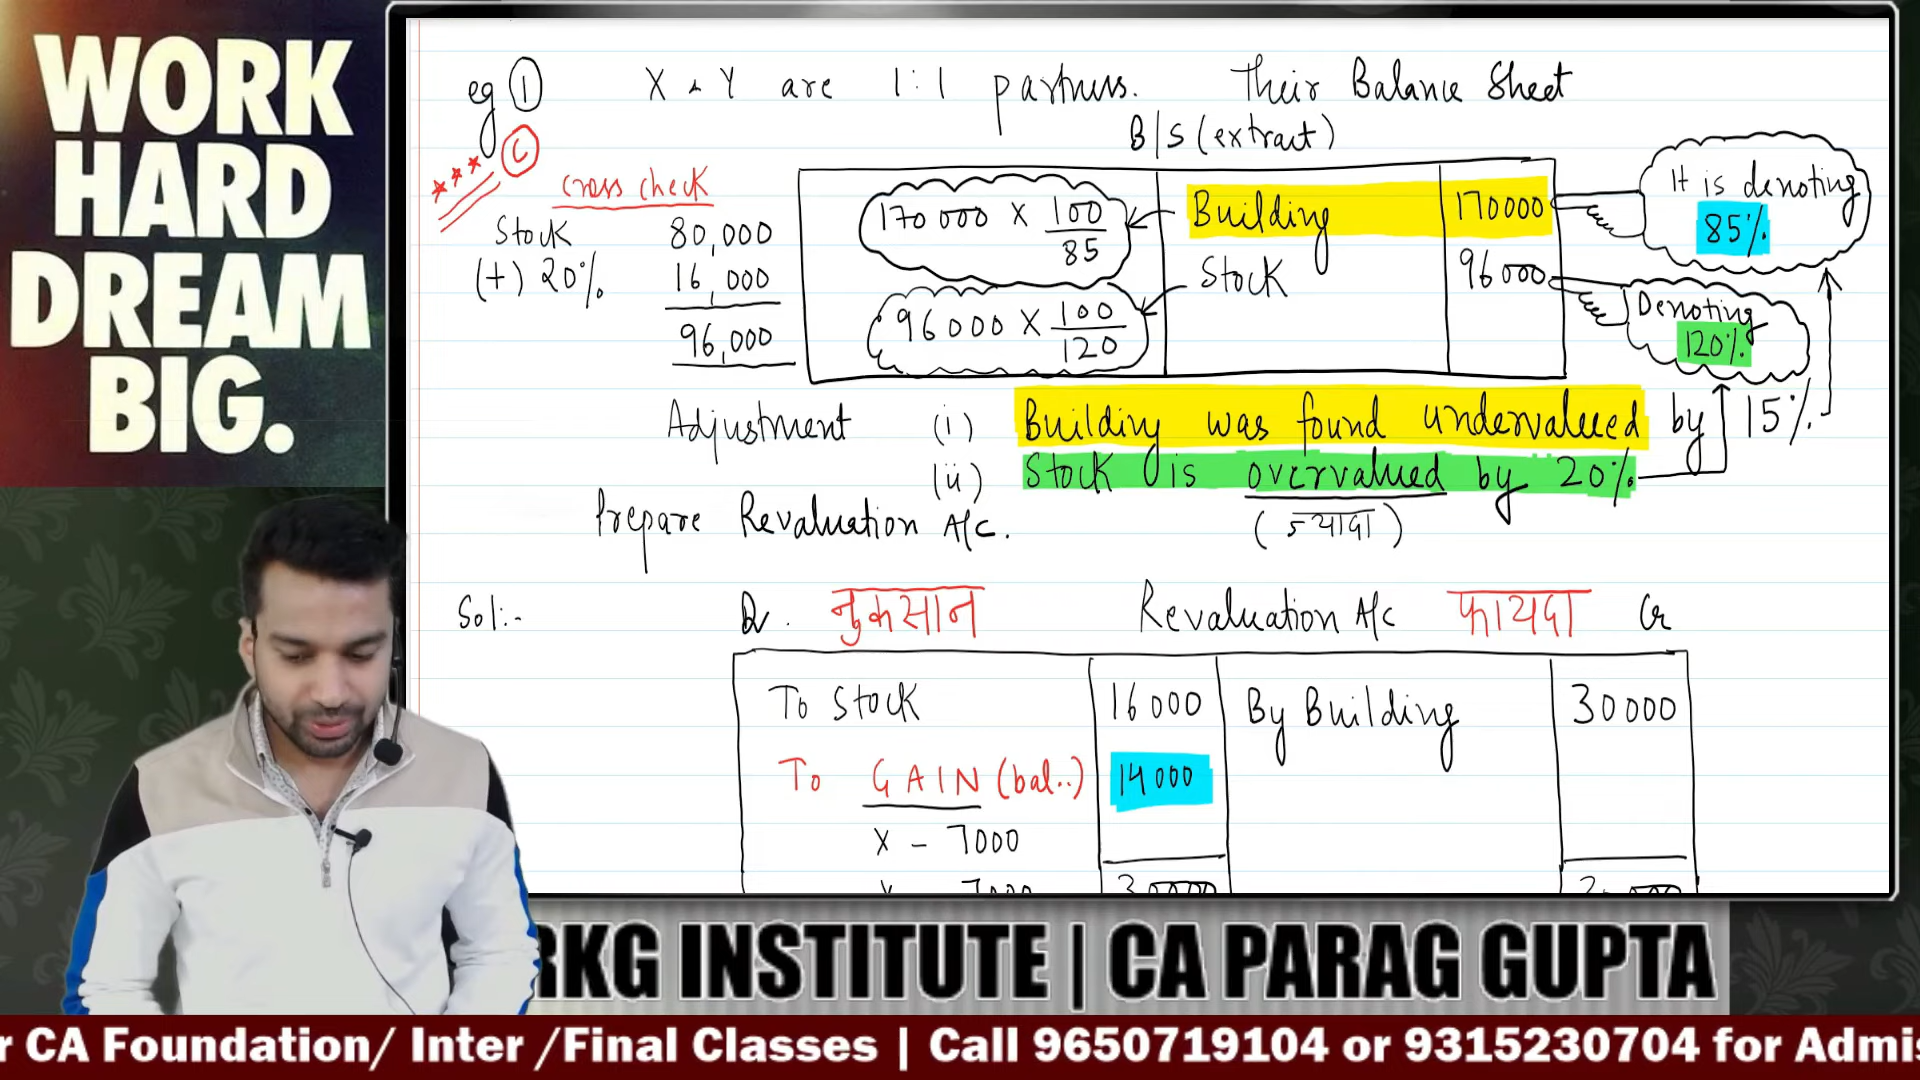 WORK
HARD
DREAM
BIG.
eg 1 X & Y are 1:1 partners. Their Balance Sheet
B/S (extract)
C
cross check
Stock 80,000
(+) 20% 16,000
96,000
170000 X 100/85
96000 X 100/120
Building 170000
Stock 96000
It is denoting
85%
Denoting
120%
Adjustment (i) Building was found undervalued by 15%
(ii) Stock is overvalued by 20%
(ज्यादा)
Prepare Revaluation A/C.
Sol:- Dr. नुकसान Revaluation A/C फायदा Cr
To Stock 16000 By Building 30000
To GAIN (bal..) 14000
X - 7000
RKG INSTITUTE | CA PARAG GUPTA
r CA Foundation/ Inter /Final Classes | Call 9650719104 or 9315230704 for Admis